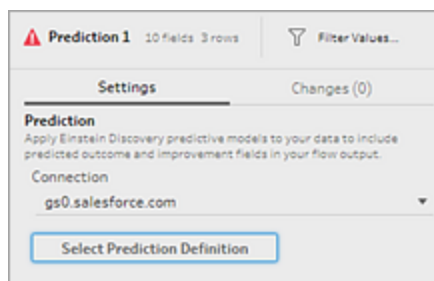 Prediction 1 10 fields 3 rows Filter Values...
Settings Changes (0)
Prediction
Apply Einstein Discovery predictive models to your data to include
predicted outcome and improvement fields in your flow output.
Connection
gs0.salesforce.com
Select Prediction Definition